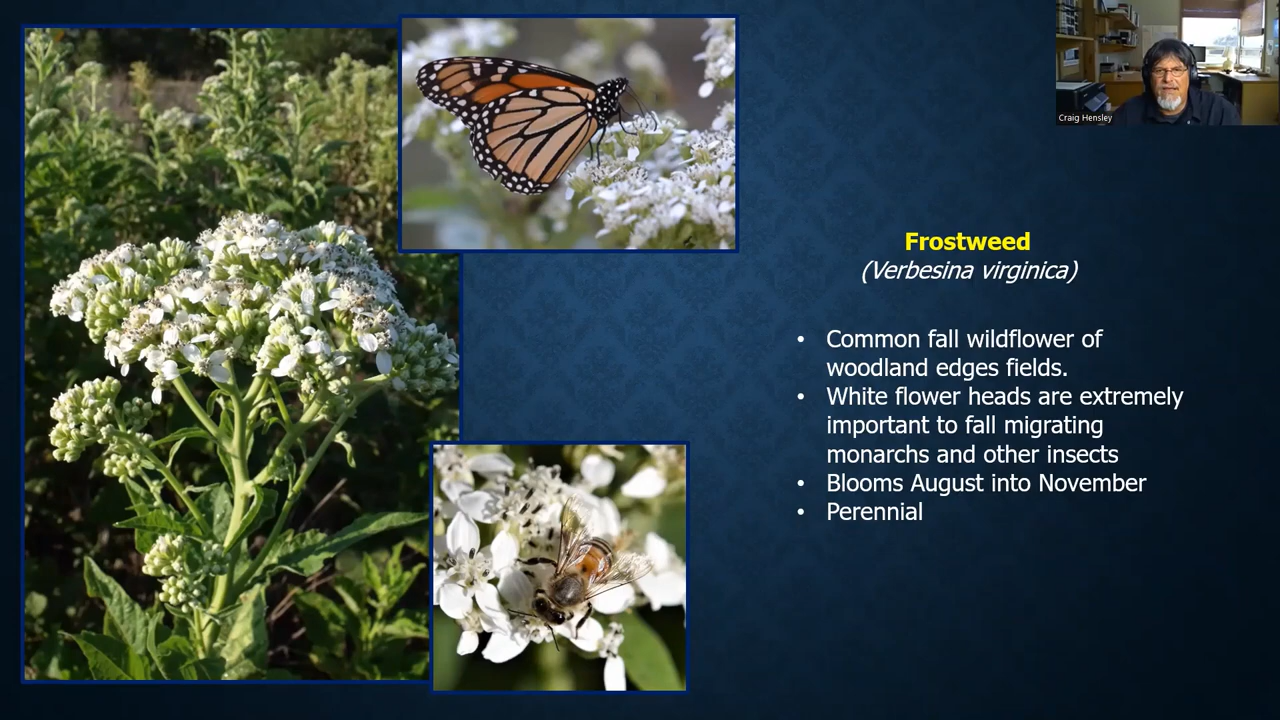 Craig Hensley
Frostweed
(Verbesina virginica)
• Common fall wildflower of
woodland edges fields.
• White flower heads are extremely
important to fall migrating
monarchs and other insects
• Blooms August into November
• Perennial